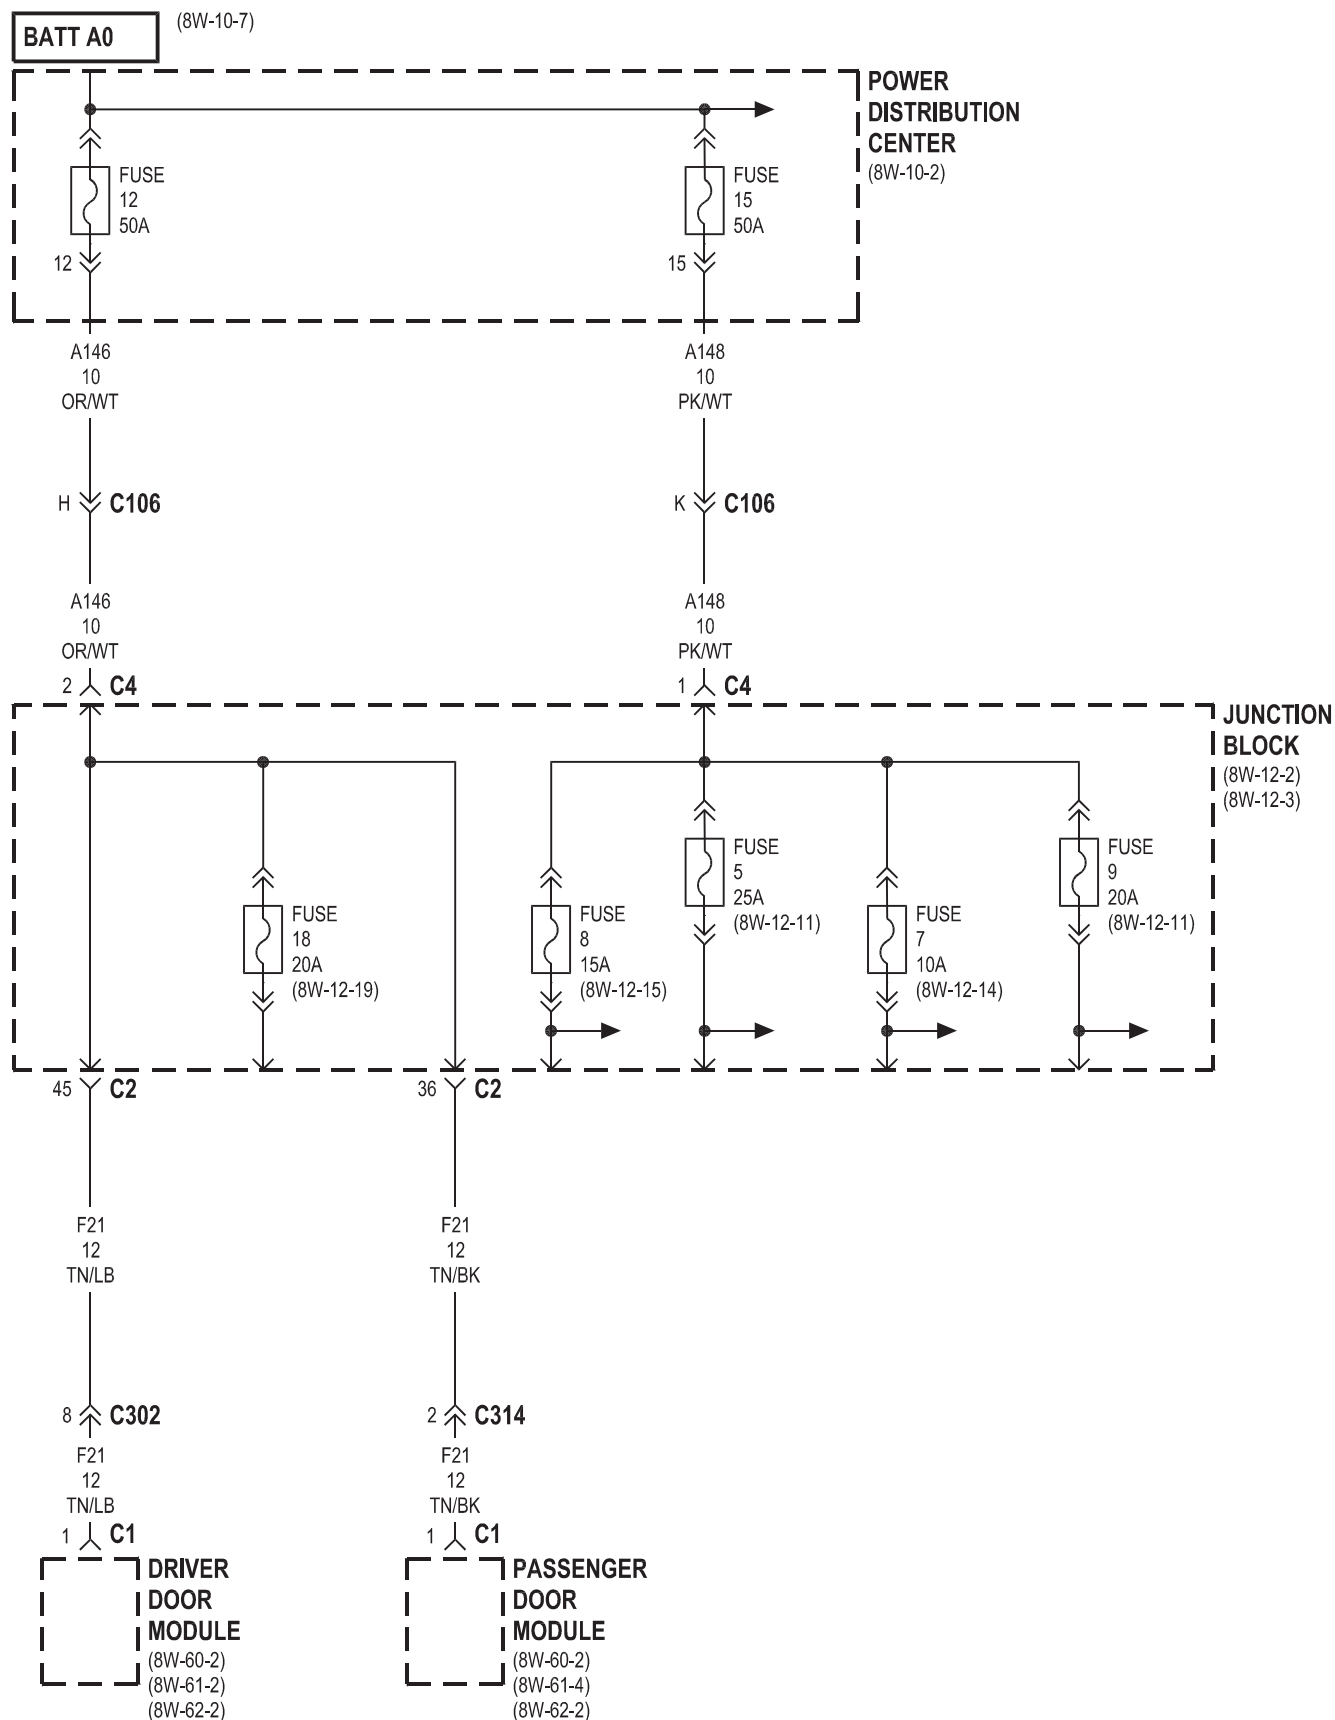 BATT A0
(8W-10-7)
POWER
DISTRIBUTION
CENTER
(8W-10-2)
FUSE
12
50A
FUSE
15
50A
12
15
A146
10
OR/WT
A148
10
PK/WT
H
C106
K
C106
A146
10
OR/WT
A148
10
PK/WT
2
C4
1
C4
JUNCTION
BLOCK
(8W-12-2)
(8W-12-3)
FUSE
18
20A
(8W-12-19)
FUSE
8
15A
(8W-12-15)
FUSE
5
25A
(8W-12-11)
FUSE
7
10A
(8W-12-14)
FUSE
9
20A
(8W-12-11)
45
C2
36
C2
F21
12
TN/LB
F21
12
TN/BK
8
C302
2
C314
F21
12
TN/LB
F21
12
TN/BK
1
C1
1
C1
DRIVER
DOOR
MODULE
(8W-60-2)
(8W-61-2)
(8W-62-2)
PASSENGER
DOOR
MODULE
(8W-60-2)
(8W-61-4)
(8W-62-2)